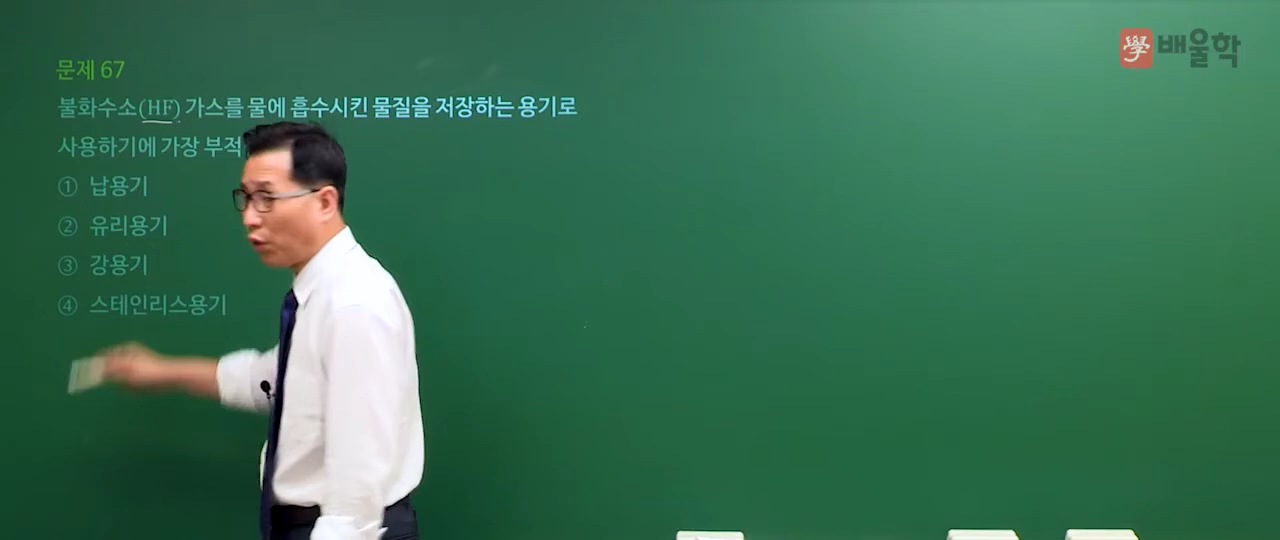 學 배울학
문제 67
불화수소(HF) 가스를 물에 흡수시킨 물질을 저장하는 용기로
사용하기에 가장 부적
① 납용기
② 유리용기
③ 강용기
④ 스테인리스용기